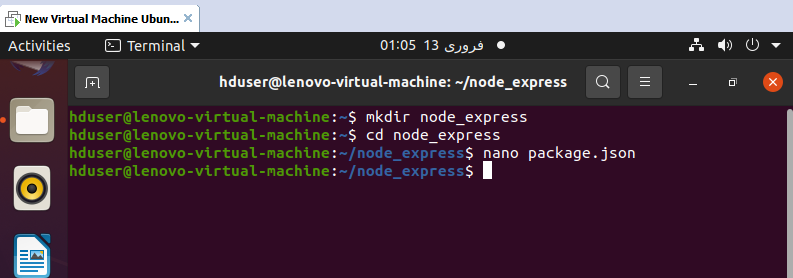 New Virtual Machine Ubun...
Activities Terminal 01:05 13 فروری
hduser@lenovo-virtual-machine: ~/node_express
hduser@lenovo-virtual-machine:~$ mkdir node_express
hduser@lenovo-virtual-machine:~$ cd node_express
hduser@lenovo-virtual-machine:~/node_express$ nano package.json
hduser@lenovo-virtual-machine:~/node_express$